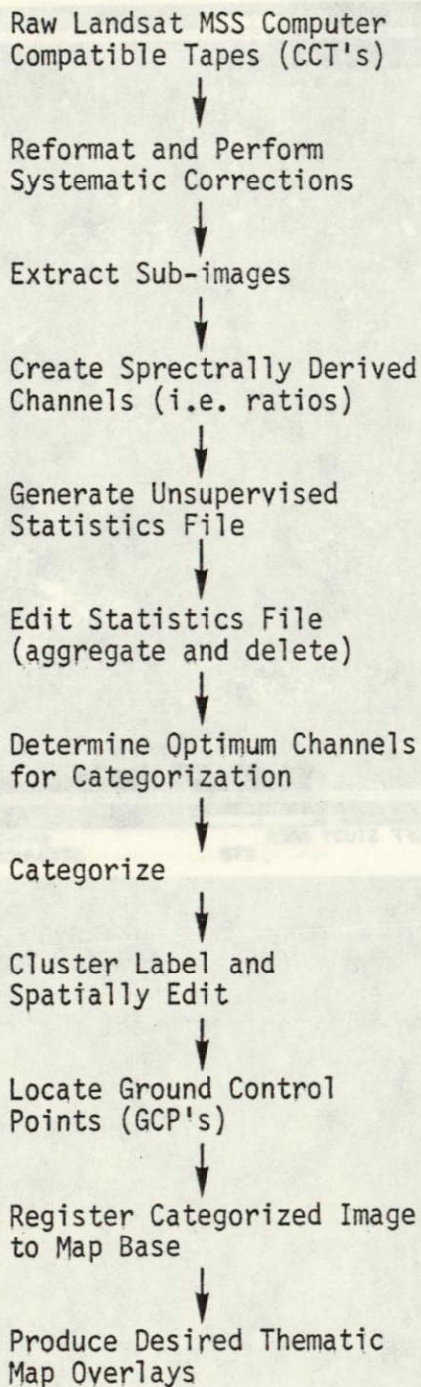 Raw Landsat MSS Computer
Compatible Tapes (CCT's)
Reformat and Perform
Systematic Corrections
Extract Sub-images
Create Sprectrally Derived
Channels (i.e. ratios)
Generate Unsupervised
Statistics File
Edit Statistics File
(aggregate and delete)
Determine Optimum Channels
for Categorization
Categorize
Cluster Label and
Spatially Edit
Locate Ground Control
Points (GCP's)
Register Categorized Image
to Map Base
Produce Desired Thematic
Map Overlays